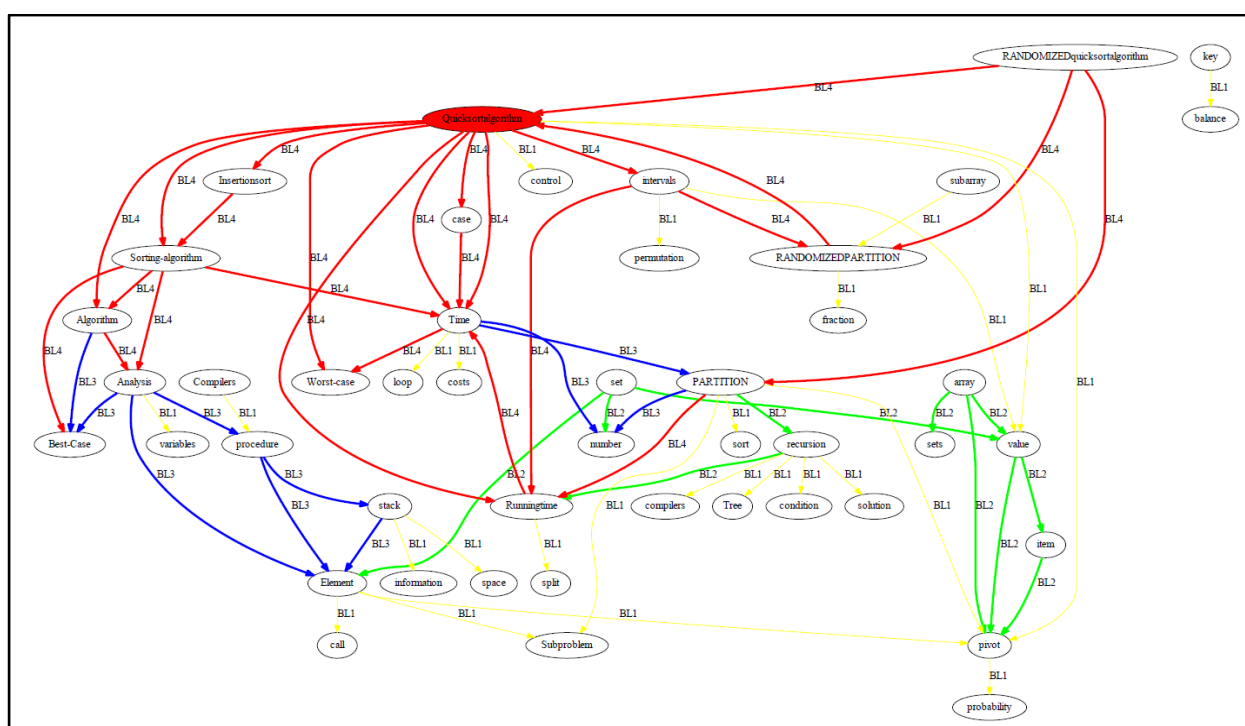 RANDOMIZEDquicksortalgorithm key
BL4 BL1
Quicksortalgorithm balance
BL4 BL1 BL4
Insertionsort control intervals subarray
BL4 BL4 BL4 BL4
case
BL4 BL4 BL4 BL4 BL4 BL1 BL4 BL1 BL4
Sorting-algorithm permutation RANDOMIZEDPARTITION
BL4 BL4 BL4 BL4 BL1 BL1
Algorithm Time fraction
BL4 BL4 BL3 BL4 BL1 BL1 BL3 BL3 BL4 BL1 BL1
Analysis Compilers Worst-case loop costs set PARTITION array
BL3 BL1 BL3 BL1 BL4 BL2 BL3 BL1 BL2 BL2 BL2 BL2
Best-Case variables procedure number sort recursion sets value
BL3 BL3 BL2 BL4 BL2 BL1 BL1 BL1 BL1 BL2
stack Runningtime compilers Tree condition solution
BL3 BL3 BL1 BL1 BL1 BL1 BL1 BL2 BL2 item
Element information space split BL2
BL1 BL1 BL1
call Subproblem pivot
BL1
probability